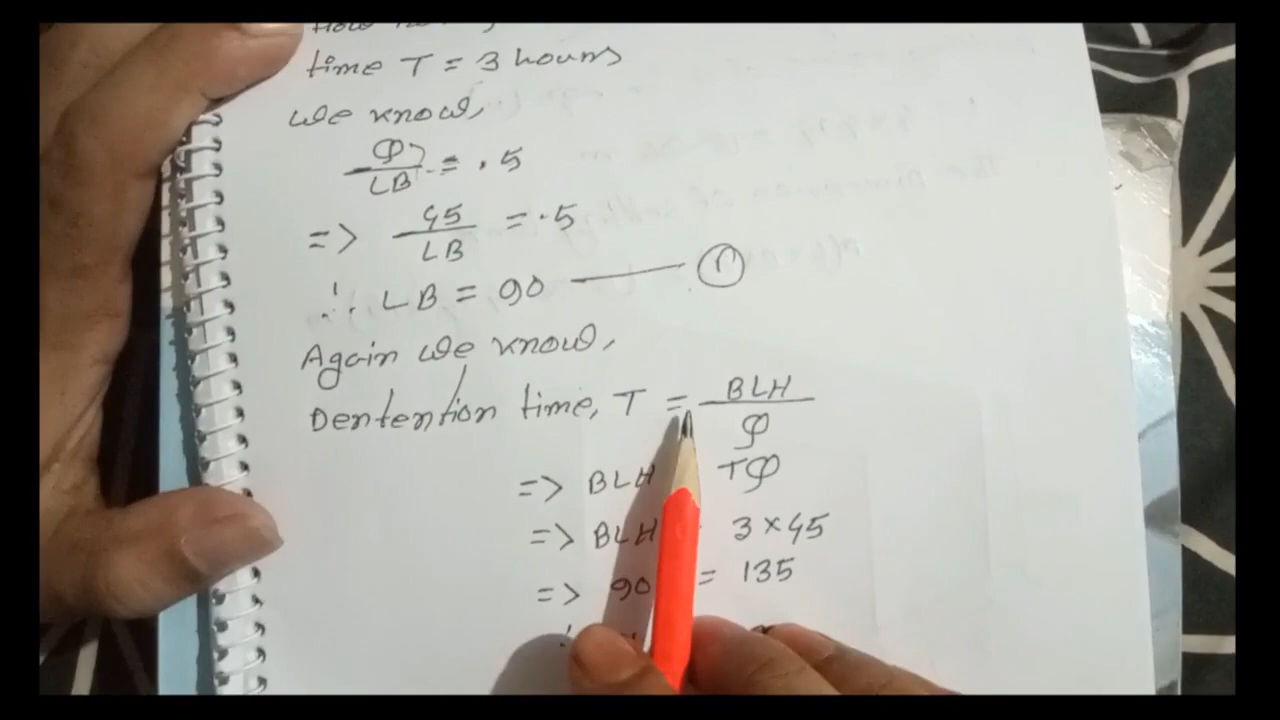 time T = 3 hours
We know,
Q/LB = .5
=> 45/LB = .5
∴ LB = 90 —— (1)
Again we know,
Dentention time, T = BLH/Q
=> BLH TQ
=> BLH 3 × 45
=> 90 = 135